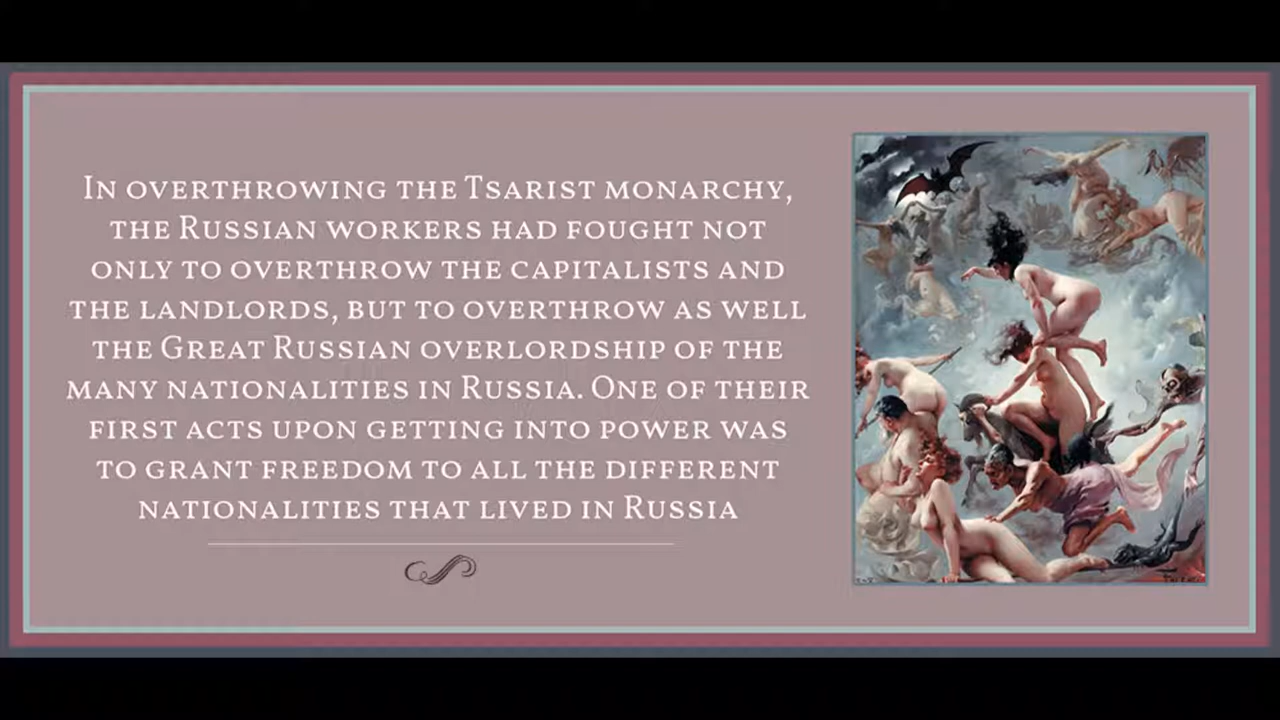 In overthrowing the Tsarist monarchy,
the Russian workers had fought not
only to overthrow the capitalists and
the landlords, but to overthrow as well
the Great Russian overlordship of the
many nationalities in Russia. One of their
first acts upon getting into power was
to grant freedom to all the different
nationalities that lived in Russia